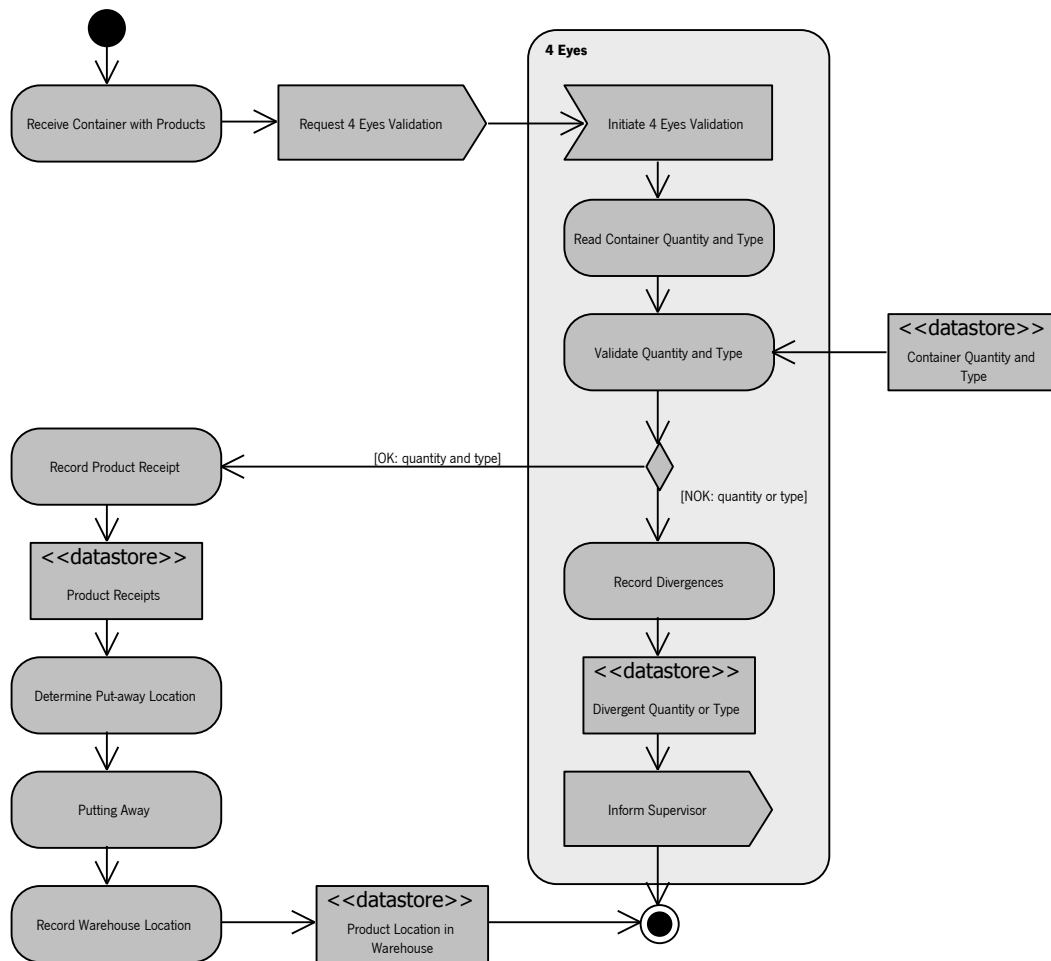 4 Eyes
Receive Container with Products
Request 4 Eyes Validation
Initiate 4 Eyes Validation
Read Container Quantity and Type
Validate Quantity and Type
<<datastore>>
Container Quantity and
Type
[OK: quantity and type]
Record Product Receipt
[NOK: quantity or type]
<<datastore>>
Product Receipts
Record Divergences
Determine Put-away Location
<<datastore>>
Divergent Quantity or Type
Putting Away
Inform Supervisor
Record Warehouse Location
<<datastore>>
Product Location in
Warehouse